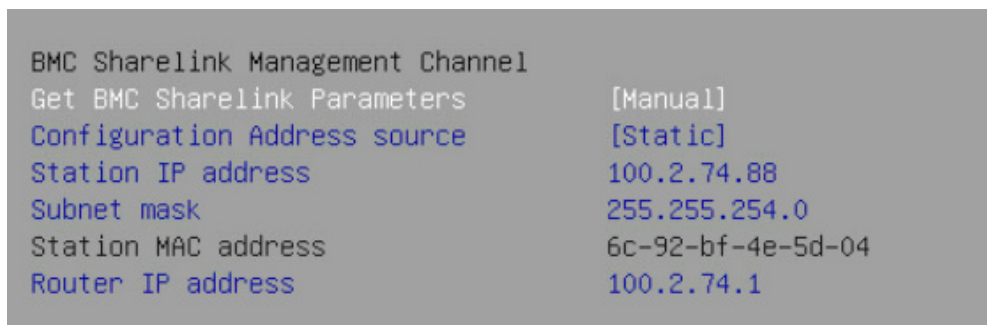 BMC Sharelink Management Channel
Get BMC Sharelink Parameters [Manual]
Configuration Address source [Static]
Station IP address 100.2.74.88
Subnet mask 255.255.254.0
Station MAC address 6c-92-bf-4e-5d-04
Router IP address 100.2.74.1